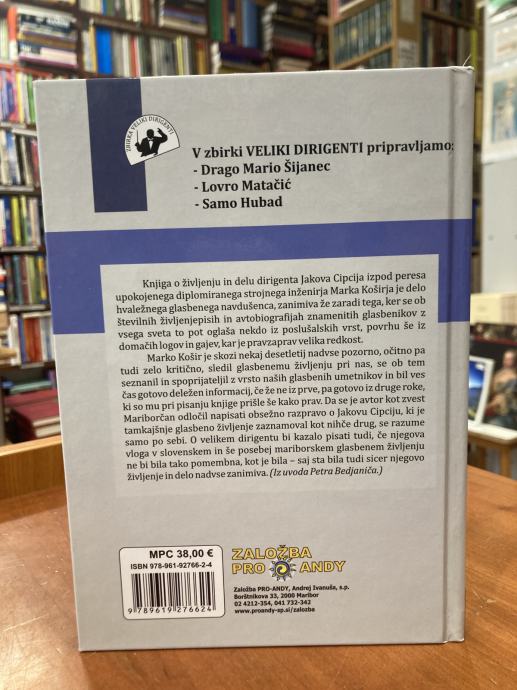 ZBIRKA VELIKI DIRIGENTI
V zbirki VELIKI DIRIGENTI pripravljamo:
- Drago Mario Šijanec
- Lovro Matačić
- Samo Hubad
Knjiga o življenju in delu dirigenta Jakova Cipcija izpod peresa
upokojenega diplomiranega strojnega inženirja Marka Koširja je delo
hvaležnega glasbenega navdušenca, zanimiva že zaradi tega, ker se ob
številnih življenjepisih in avtobiografijah znamenitih glasbenikov z
vsega sveta to pot oglaša nekdo iz poslušalskih vrst, povrhu še iz
domačih logov in gajev, kar je pravzaprav velika redkost.
Marko Košir je skozi nekaj desetletij nadvse pozorno, očitno pa
tudi zelo kritično, sledil glasbenemu življenju pri nas, se ob tem
seznanil in spoprijateljil z vrsto naših glasbenih umetnikov in bil ves
čas gotovo deležen informacij, če že ne iz prve, pa gotovo iz druge roke,
ki so mu pri pisanju knjige prišle še kako prav. Da se je avtor kot zvest
Mariborčan odločil napisati obsežno razpravo o Jakovu Cipciju, ki je
tamkajšnje glasbeno življenje zaznamoval kot nihče drug, se razume
samo po sebi. O velikem dirigentu bi kazalo pisati tudi, če njegova
vloga v slovenskem in še posebej mariborskem glasbenem življenju
ne bi bila tako pomembna, kot je bila – saj sta bila tudi sicer njegovo
življenje in delo nadvse zanimiva. (Iz uvoda Petra Bedjaniča.)
MPC 38,00 €
ISBN 978-961-92766-2-4
9 789619 276624
ZALOŽBA
PRO ANDY
Založba PRO-ANDY, Andrej Ivanuša, s.p.
Borštnikova 33, 2000 Maribor
02 4212-354, 041 732-342
www.proandy-sp.si/zalozba